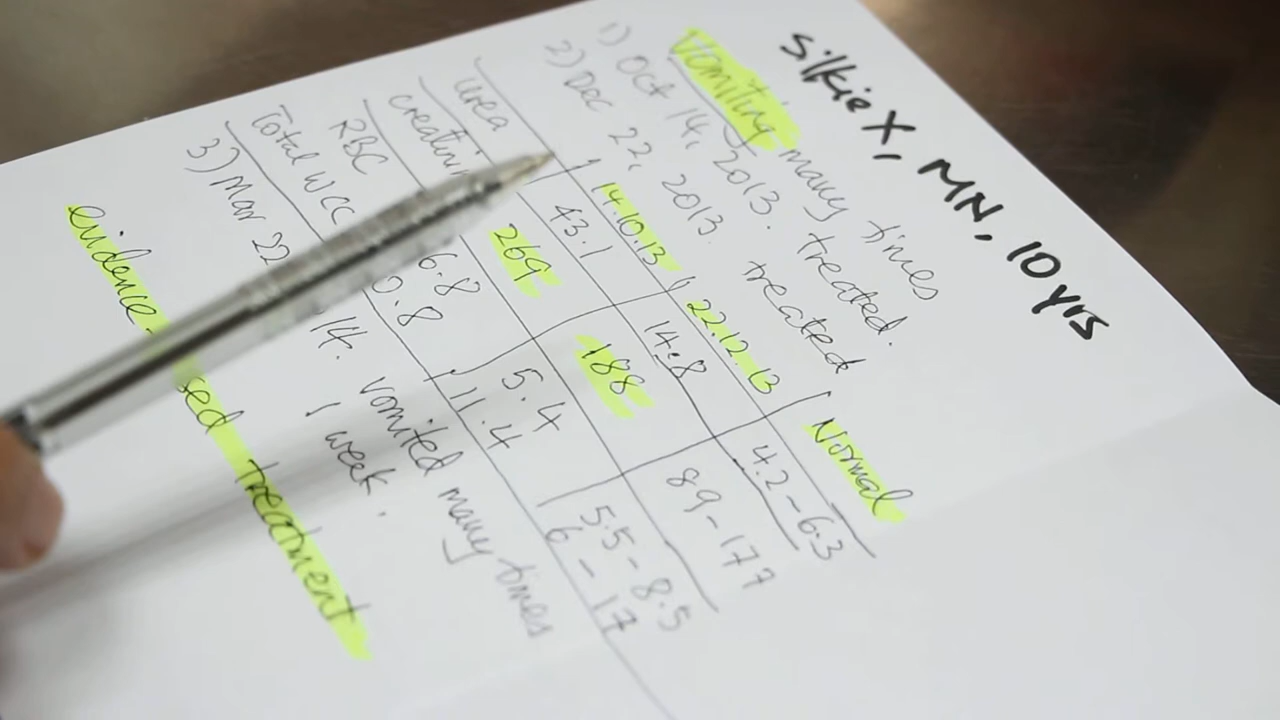 Silkie X, MN, 10 yrs
Vomiting many times
1) Oct 14, 2013. treated.
2) Dec 22, 2013. treated
14.10.13 22.12.13 Normal
Urea 43.1 14.8 4.2-6.3
creatin 269 188 89-177
RBC 6.8 5.4 5.5-8.5
Total WCC .8 11.4 6-17
3) Mar 22 14. vomited many times
1 week.
evidence sed treatment